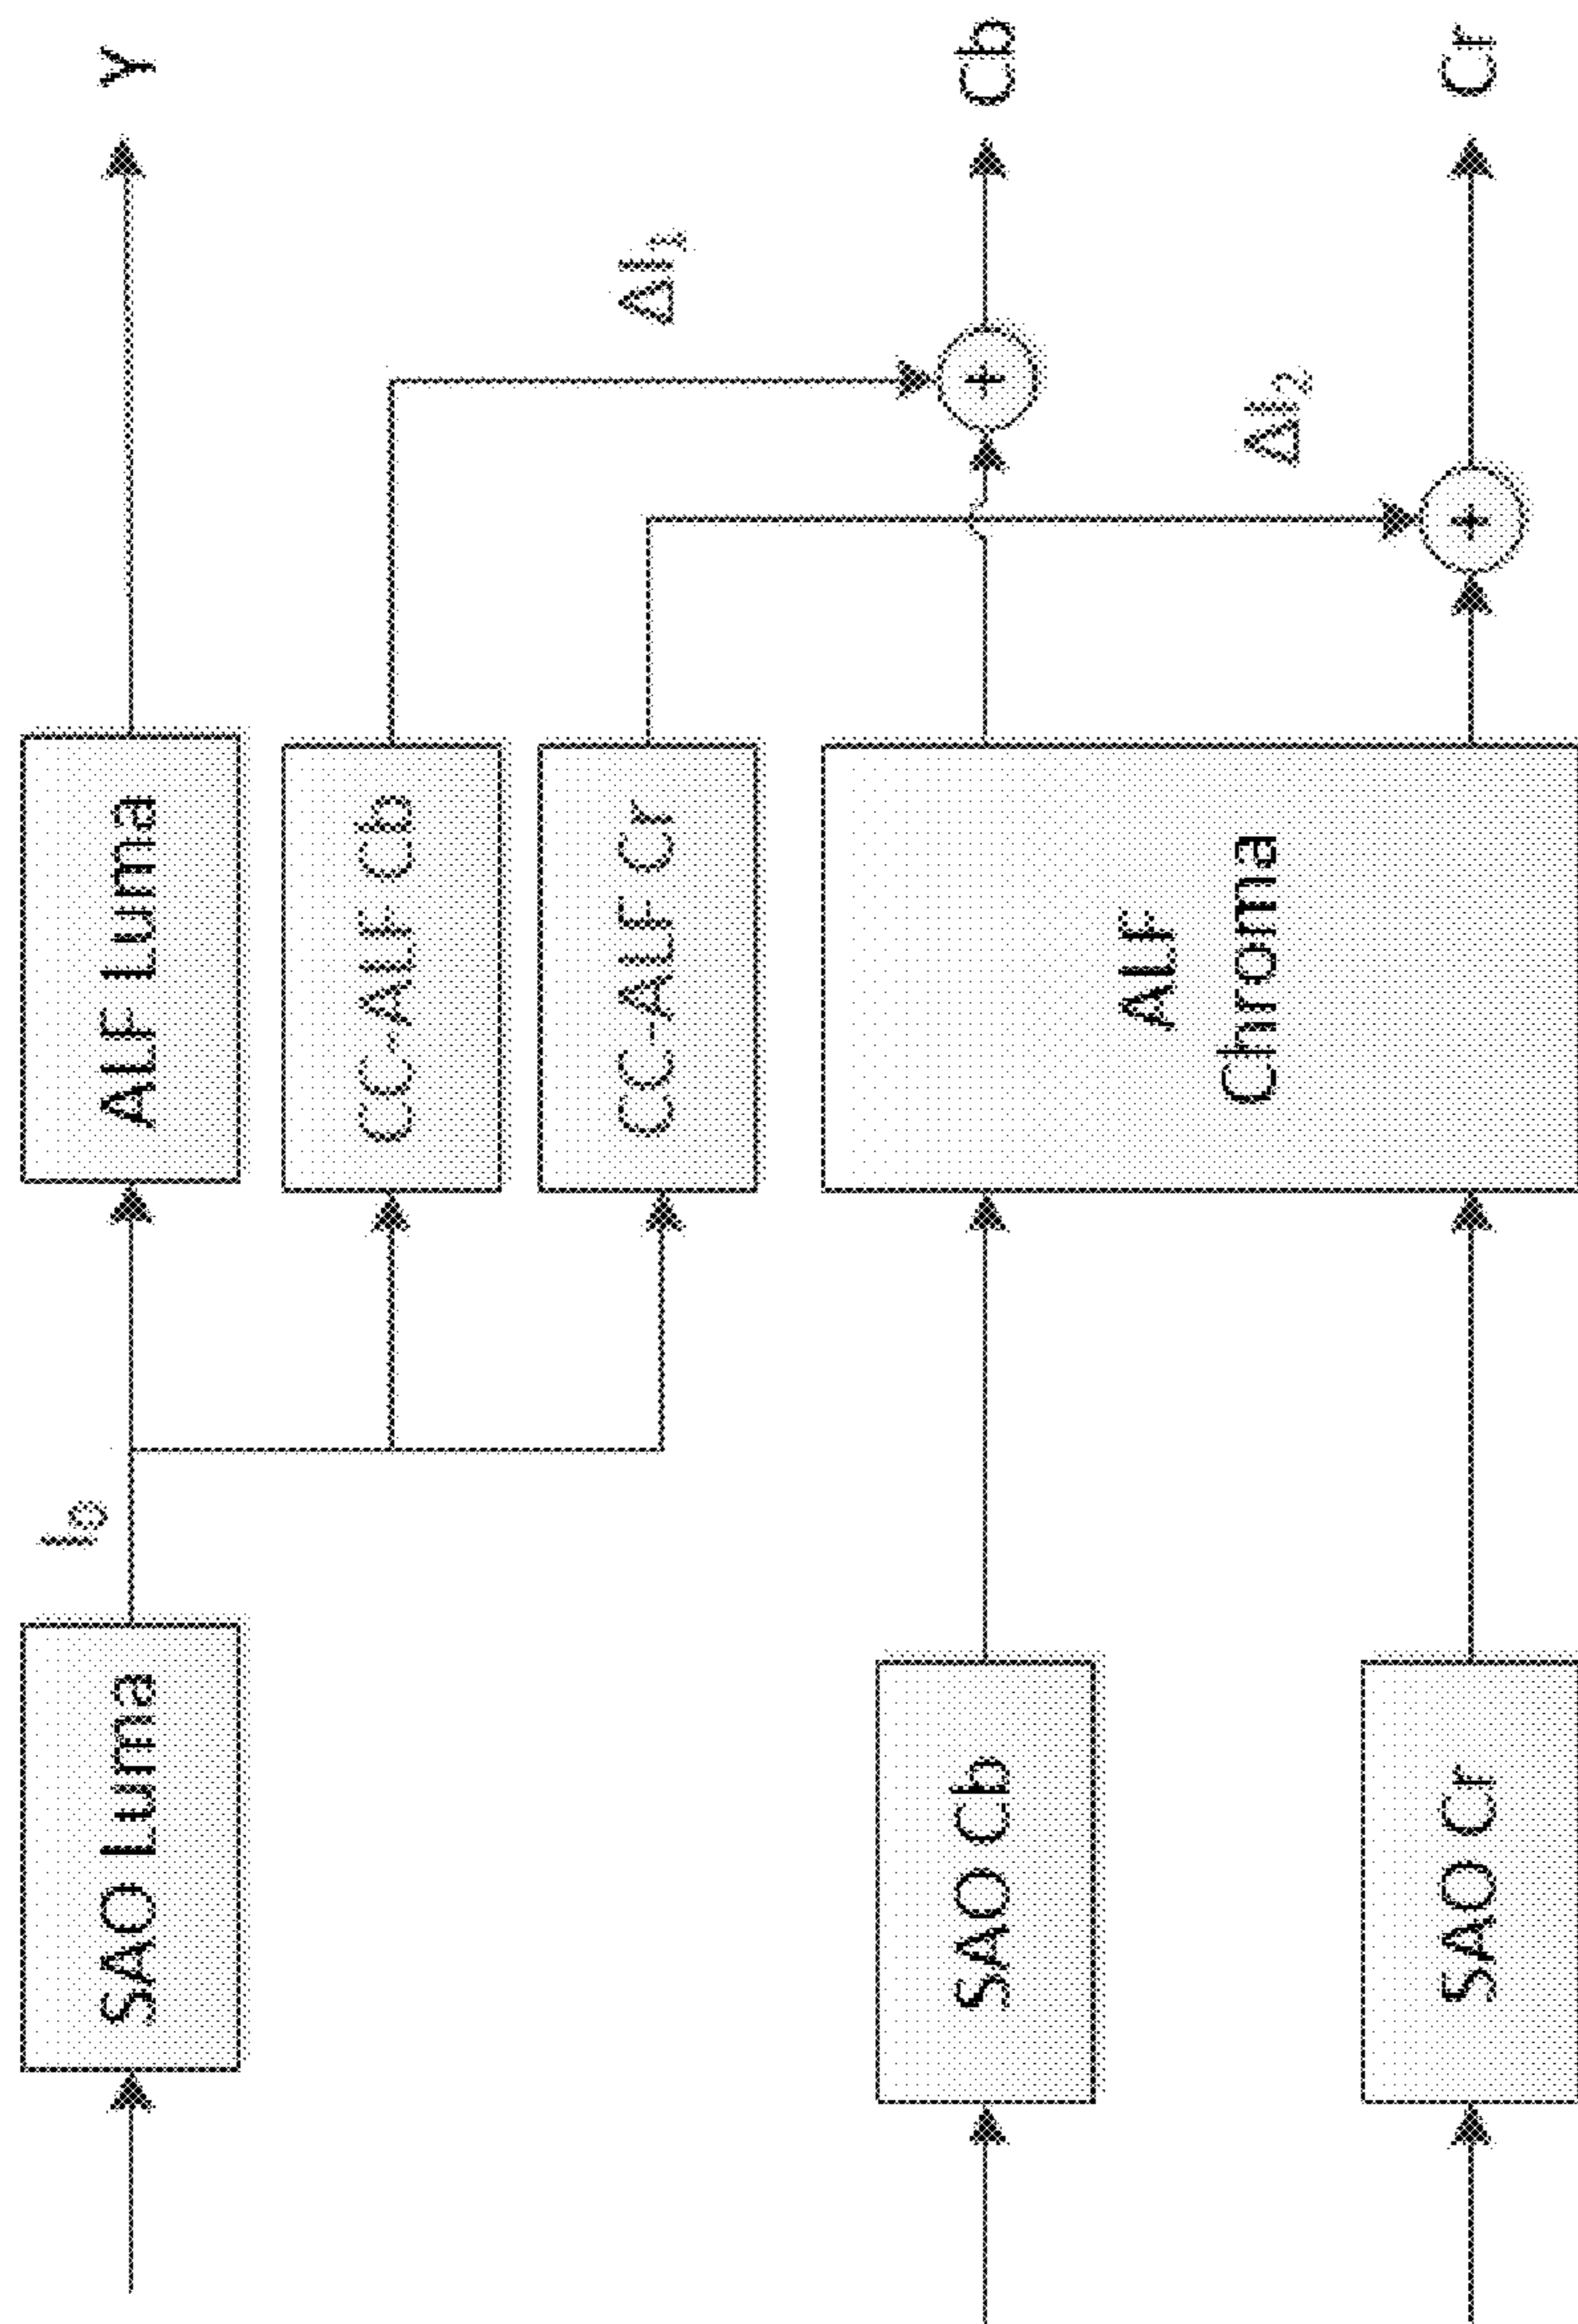 SAO Luma
I₀
ALF Luma
Y
CC-ALF Cb
ΔI₁
CC-ALF Cr
SAO Cb
ALF
Chroma
Cb
ΔI₂
SAO Cr
Cr
+
+